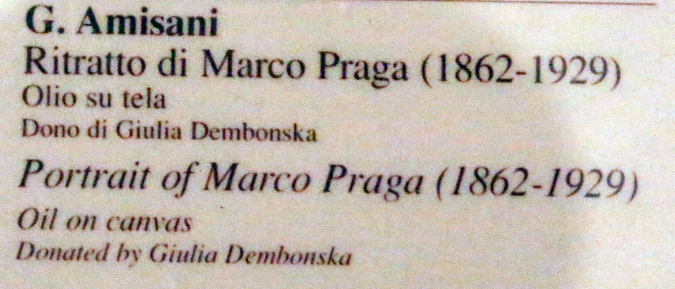 G. Amisani
Ritratto di Marco Praga (1862-1929)
Olio su tela
Dono di Giulia Dembonska
Portrait of Marco Praga (1862-1929)
Oil on canvas
Donated by Giulia Dembonska